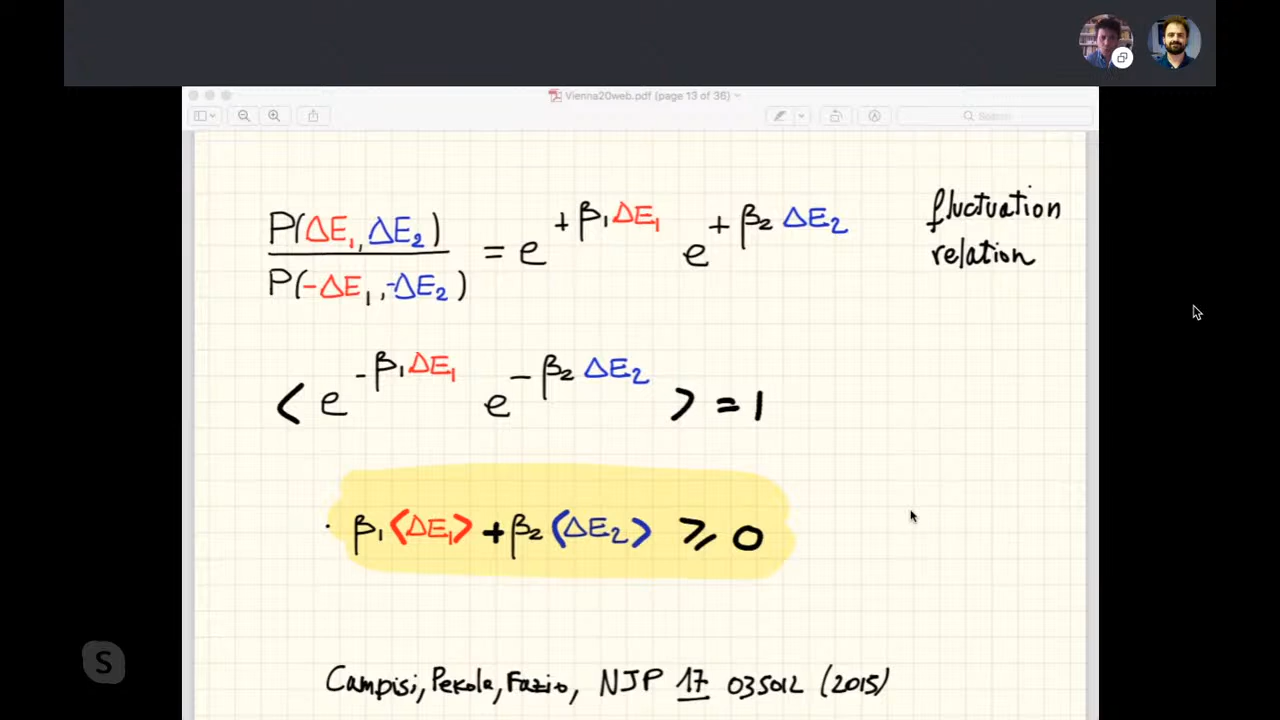 Vienna20web.pdf (page 13 of 36)
Search
P(ΔE₁,ΔE₂) / P(-ΔE₁,-ΔE₂) = e^{+β₁ΔE₁} e^{+β₂ΔE₂}
fluctuation
relation
<e^{-β₁ΔE₁} e^{-β₂ΔE₂}> = 1
β₁<ΔE₁> + β₂<ΔE₂> ⩾ 0
Campisi, Pekola, Fazio, NJP 17 035012 (2015)
S